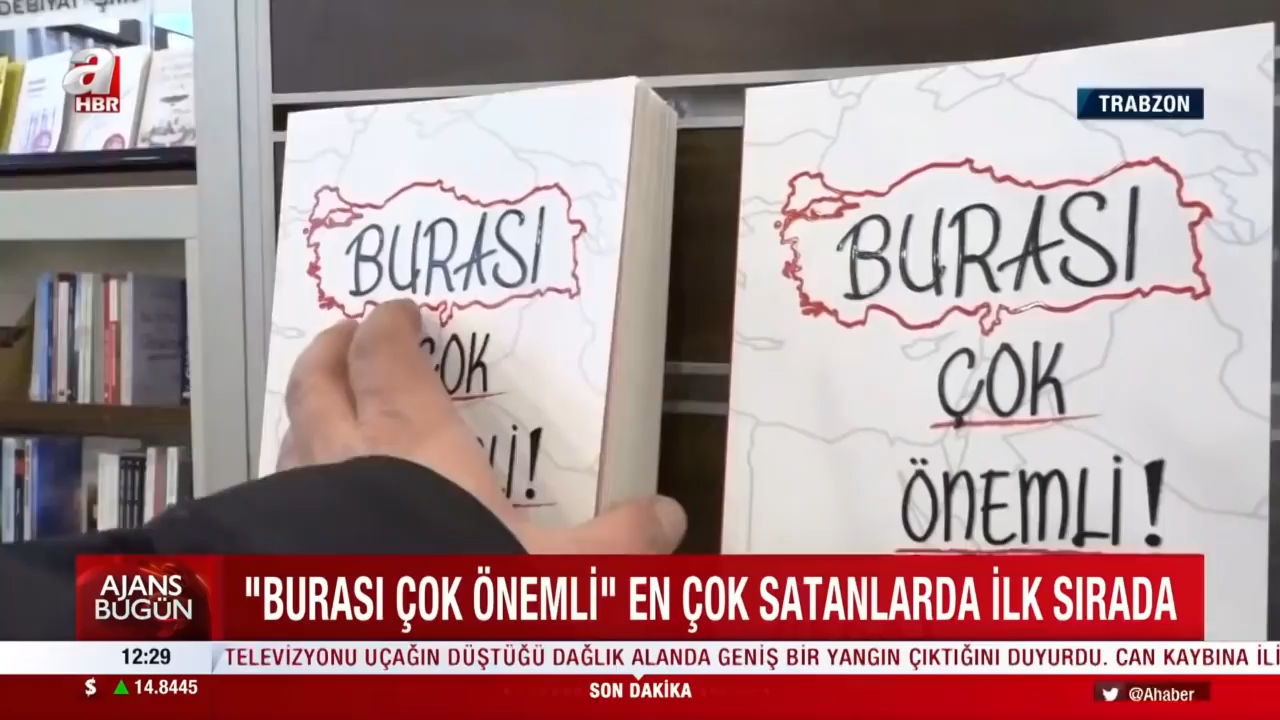 a
HBR
TRABZON
BURASI
ÇOK
BURASI
ÇOK
ÖNEMLİ!
AJANS
BUGÜN
"BURASI ÇOK ÖNEMLİ" EN ÇOK SATANLARDA İLK SIRADA
12:29
TELEVİZYONU UÇAĞIN DÜŞTÜĞÜ DAĞLIK ALANDA GENİŞ BİR YANGIN ÇIKTIĞINI DUYURDU. CAN KAYBINA
$ ▲ 14.8445
SON DAKİKA
@Ahaber